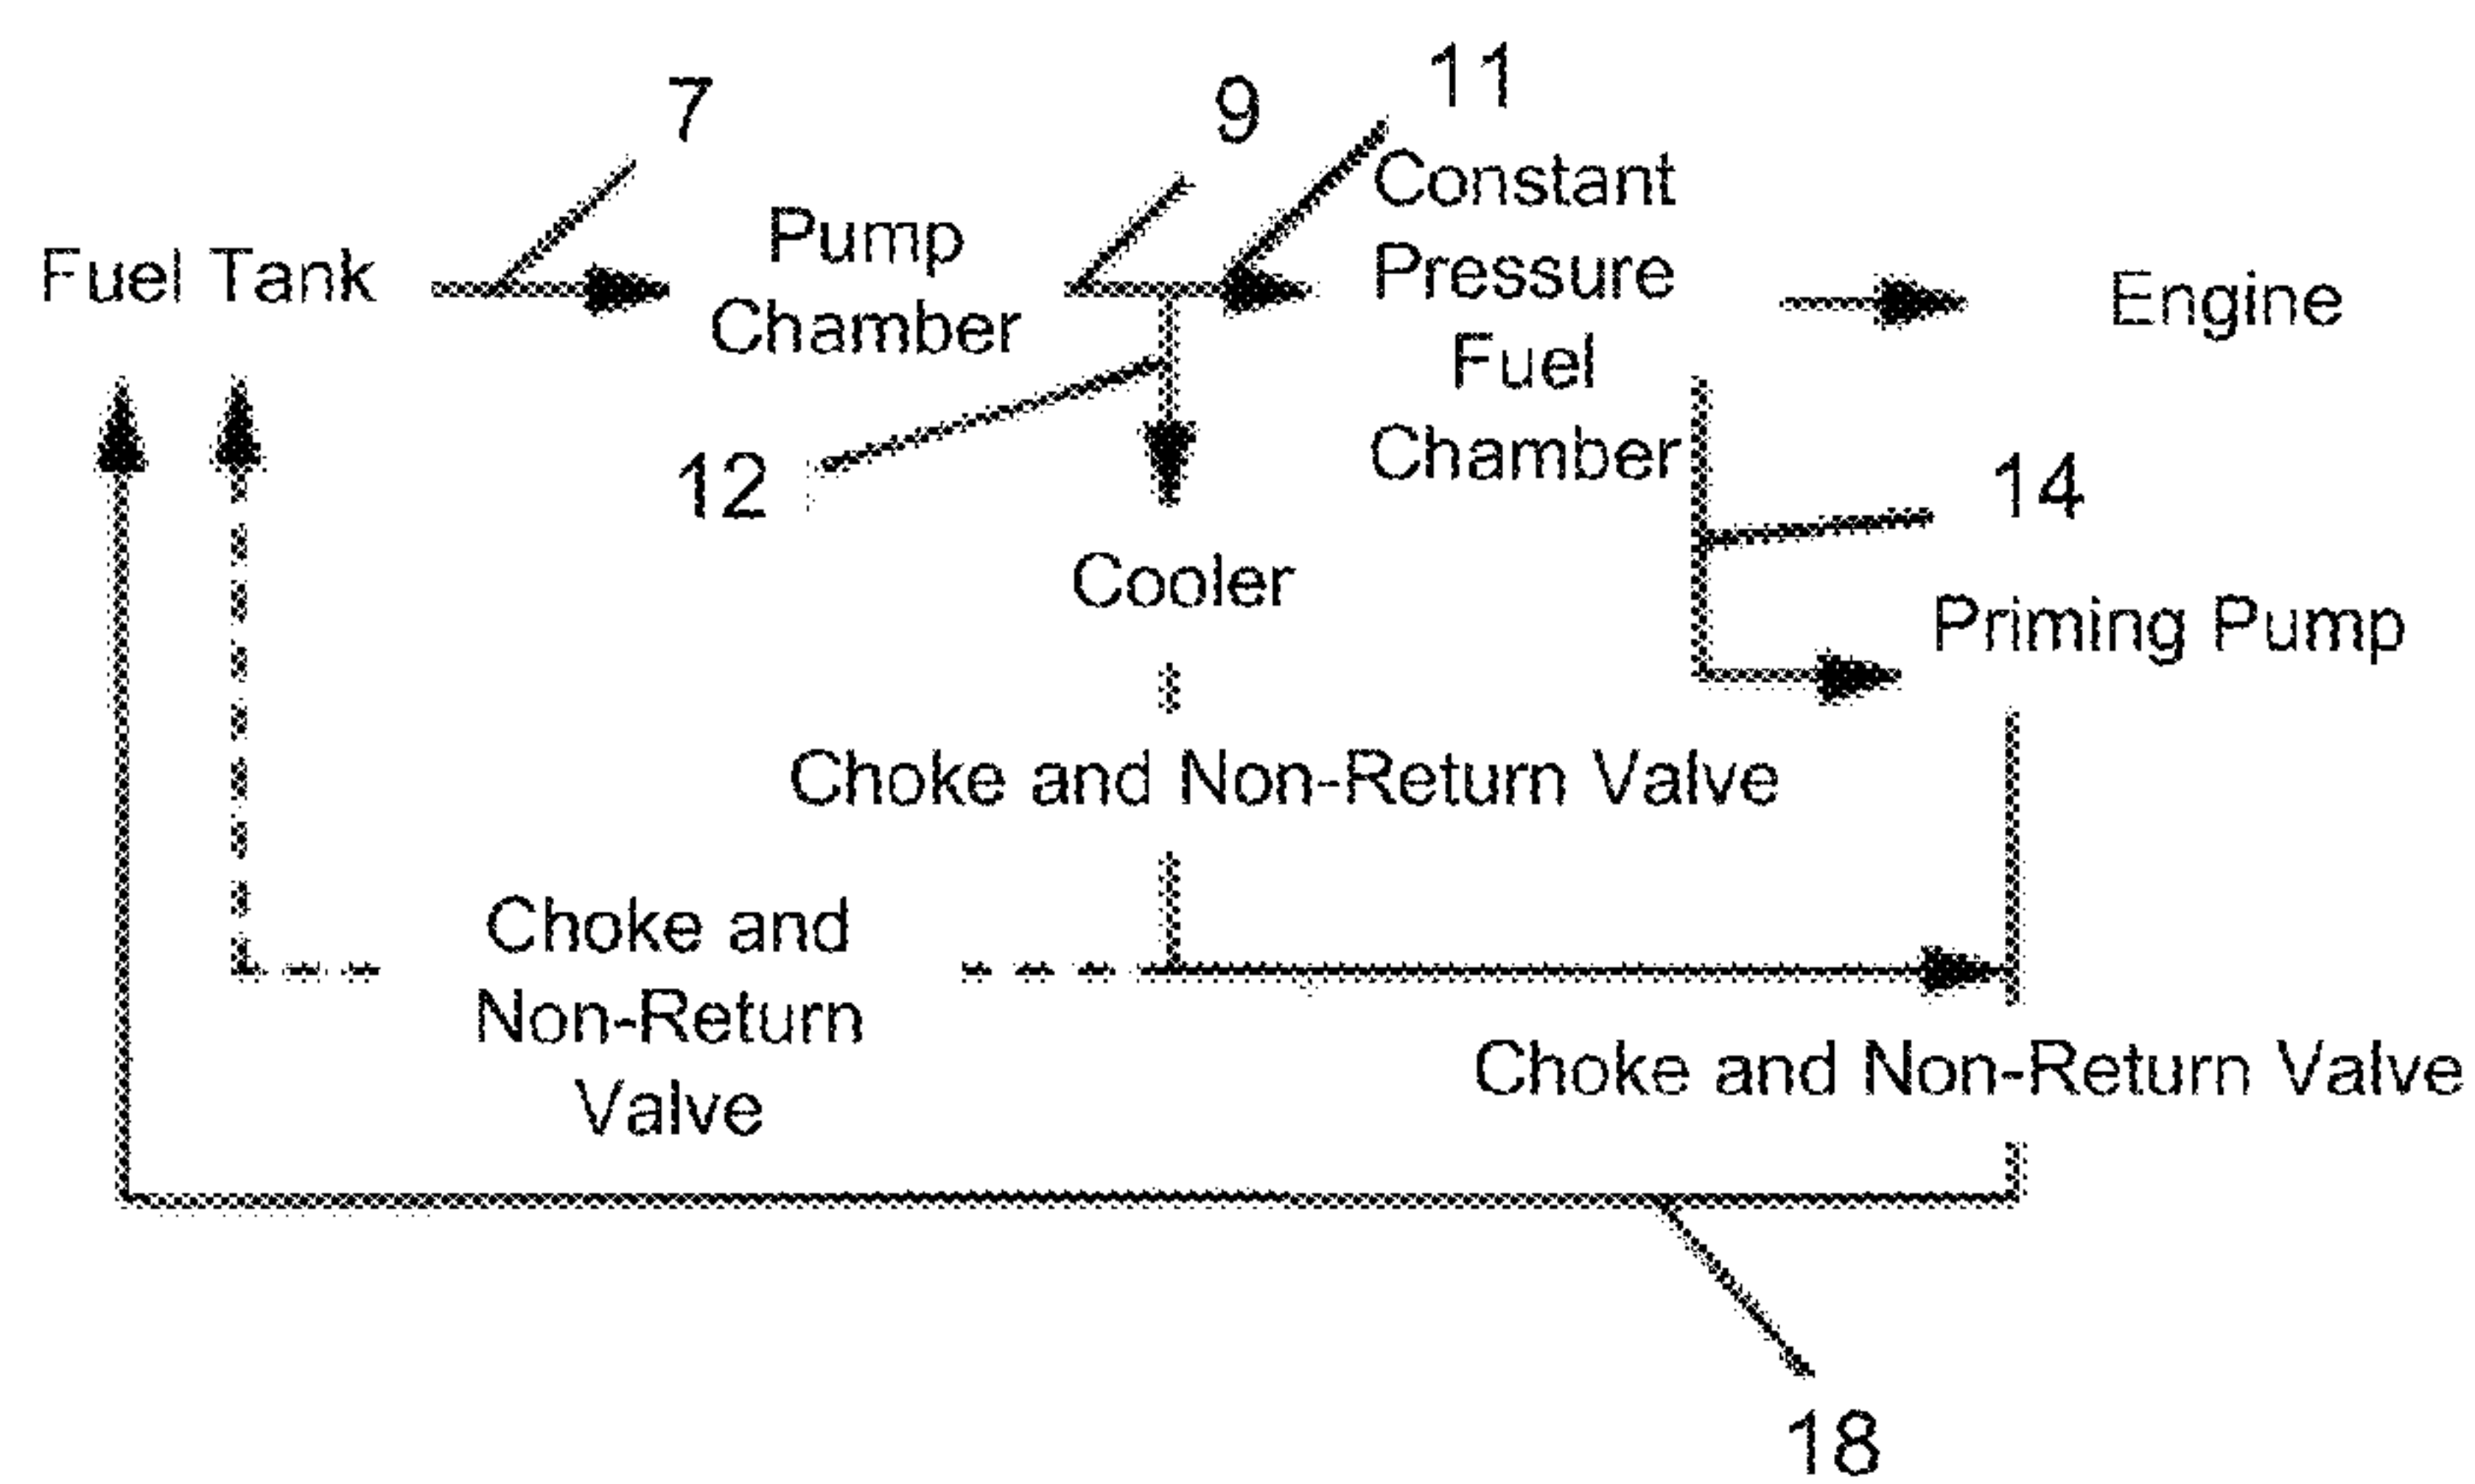 7
9
11
Fuel Tank
Pump
Chamber
Constant
Pressure
Fuel
Chamber
Engine
12
14
Cooler
Priming Pump
Choke and Non-Return Valve
Choke and
Non-Return
Valve
Choke and Non-Return Valve
18